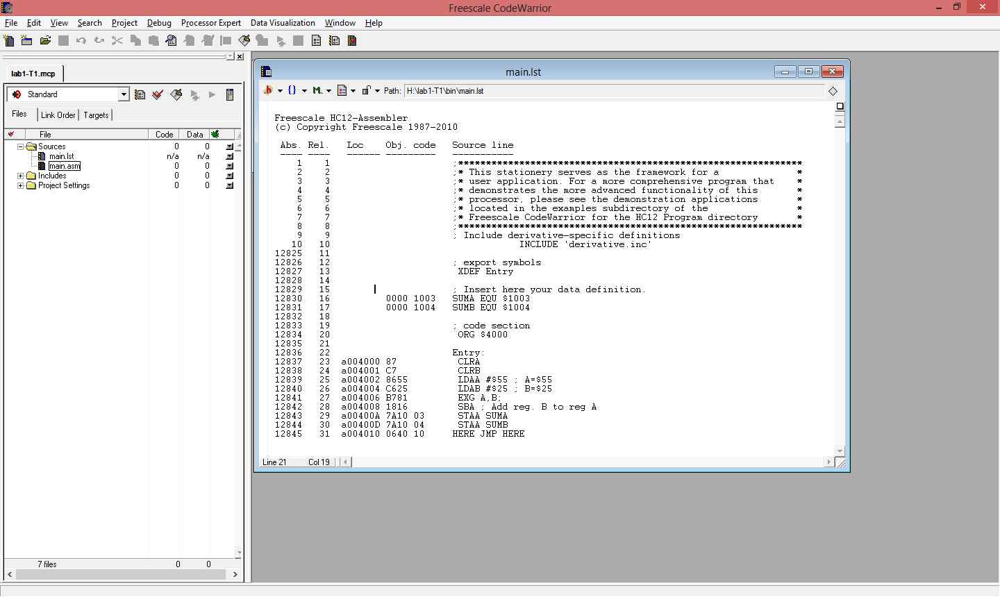 Freescale CodeWarrior
File Edit View Search Project Debug Processor Expert Data Visualization Window Help
lab1-T1.mcp
Standard
Files Link Order Targets
File Code Data
Sources 0 0
main.lst n/a n/a
main.asm 0 0
Includes 0 0
Project Settings 0 0
7 files 0 0
main.lst
h {} M. Path: H:\lab1-T1\bin\main.lst
Freescale HC12-Assembler
(c) Copyright Freescale 1987-2010
Abs. Rel. Loc Obj. code Source line
---- ---- ------ --------- -----------
1 1 ;**************************************************************
2 2 ;* This stationery serves as the framework for a *
3 3 ;* user application. For a more comprehensive program that *
4 4 ;* demonstrates the more advanced functionality of this *
5 5 ;* processor, please see the demonstration applications *
6 6 ;* located in the examples subdirectory of the *
7 7 ;* Freescale CodeWarrior for the HC12 Program directory *
8 8 ;**************************************************************
9 9 ; Include derivative-specific definitions
10 10 INCLUDE 'derivative.inc'
12825 11
12826 12 ; export symbols
12827 13 XDEF Entry
12828 14
12829 15 ; Insert here your data definition.
12830 16 0000 1003 SUMA EQU $1003
12831 17 0000 1004 SUMB EQU $1004
12832 18
12833 19 ; code section
12834 20 ORG $4000
12835 21
12836 22 Entry:
12837 23 a004000 87 CLRA
12838 24 a004001 C7 CLRB
12839 25 a004002 8655 LDAA #$55 ; A=$55
12840 26 a004004 C625 LDAB #$25 ; B=$25
12841 27 a004006 B781 EXG A,B;
12842 28 a004008 1816 SBA ; Add reg. B to reg A
12843 29 a00400A 7A10 03 STAA SUMA
12844 30 a00400D 7A10 04 STAA SUMB
12845 31 a004010 0640 10 HERE JMP HERE
Line 21 Col 19